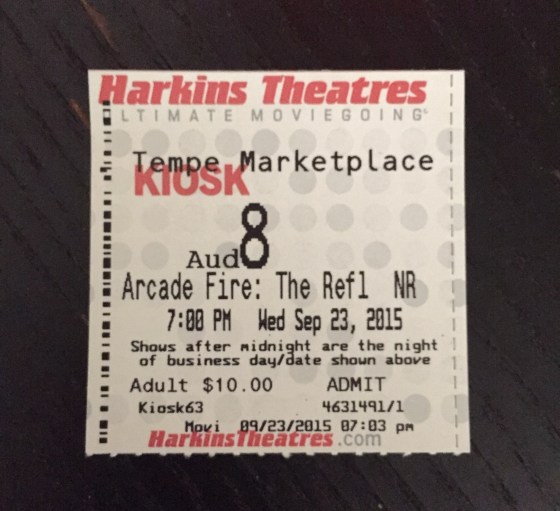 Harkins Theatres
LTIMATE MOVIEGOING
Tempe Marketplace
KIOSK
Aud 8
Arcade Fire: The Refl NR
7:00 PM Wed Sep 23, 2015
Shows after midnight are the night
of business day/date shown above
Adult $10.00 ADMIT
Kiosk63 4631491/1
Movi 09/23/2015 07:03 pm
HarkinsTheatres.com